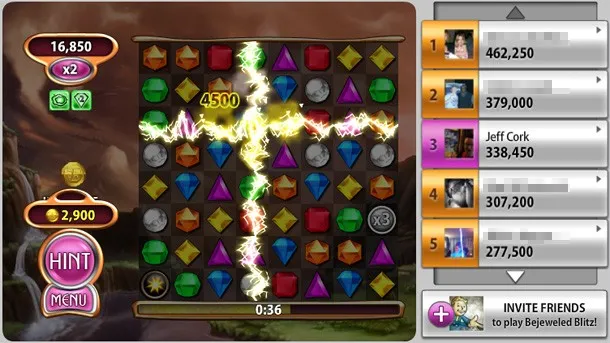 16,850
x2
4500
2,900
HINT
MENU
x3
0:36
1
462,250
2
379,000
3
Jeff Cork
338,450
4
307,200
5
277,500
INVITE FRIENDS
to play Bejeweled Blitz!